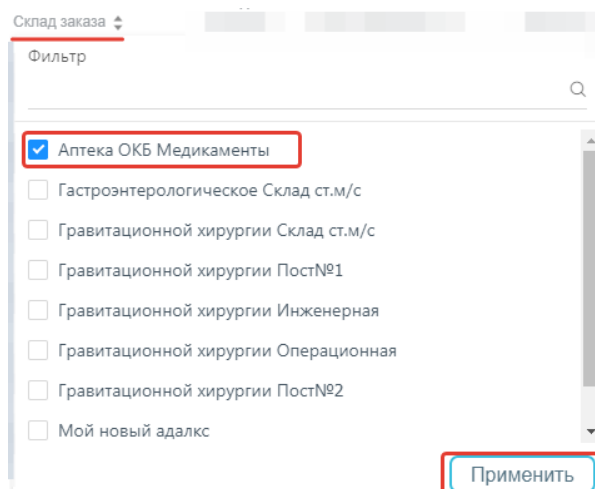 Склад заказа
Фильтр
Аптека ОКБ Медикаменты
Гастроэнтерологическое Склад ст.м/с
Гравитационной хирургии Склад ст.м/с
Гравитационной хирургии Пост№1
Гравитационной хирургии Инженерная
Гравитационной хирургии Операционная
Гравитационной хирургии Пост№2
Мой новый адалкс
Применить